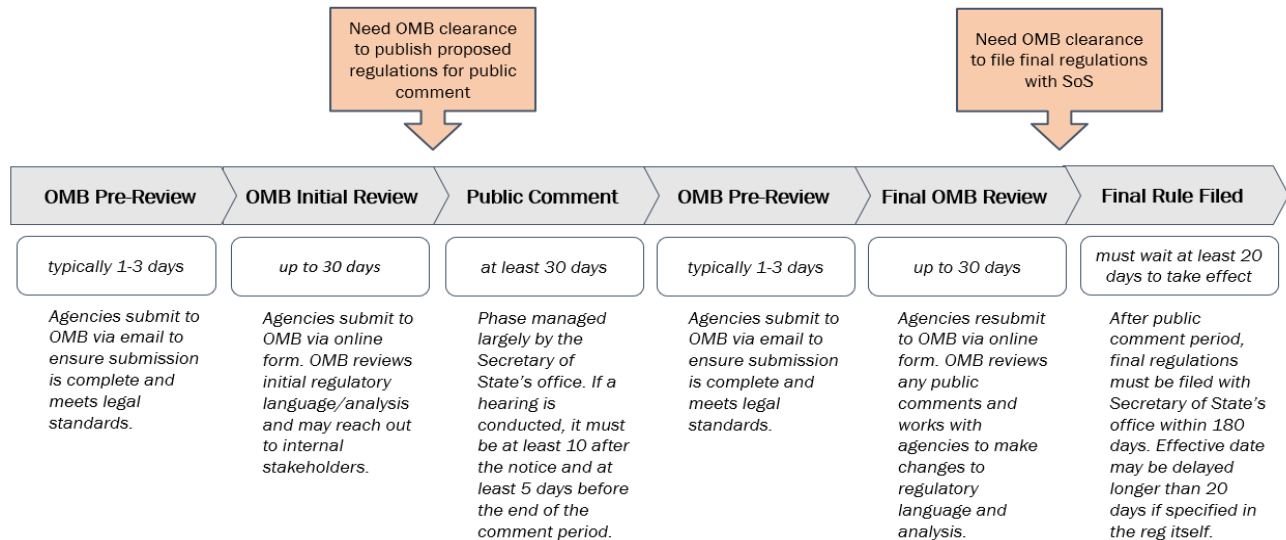 Need OMB clearance
to publish proposed
regulations for public
comment
Need OMB clearance
to file final regulations
with SoS
OMB Pre-Review
OMB Initial Review
Public Comment
OMB Pre-Review
Final OMB Review
Final Rule Filed
typically 1-3 days
up to 30 days
at least 30 days
typically 1-3 days
up to 30 days
must wait at least 20
days to take effect
Agencies submit to
OMB via email to
ensure submission
is complete and
meets legal
standards.
Agencies submit to
OMB via online
form. OMB reviews
initial regulatory
language/analysis
and may reach out
to internal
stakeholders.
Phase managed
largely by the
Secretary of
State's office. If a
hearing is
conducted, it must
be at least 10 after
the notice and at
least 5 days before
the end of the
comment period.
Agencies submit to
OMB via email to
ensure submission
is complete and
meets legal
standards.
Agencies resubmit
to OMB via online
form. OMB reviews
any public
comments and
works with
agencies to make
changes to
regulatory
language and
analysis.
After public
comment period,
final regulations
must be filed with
Secretary of State's
office within 180
days. Effective date
may be delayed
longer than 20
days if specified in
the reg itself.